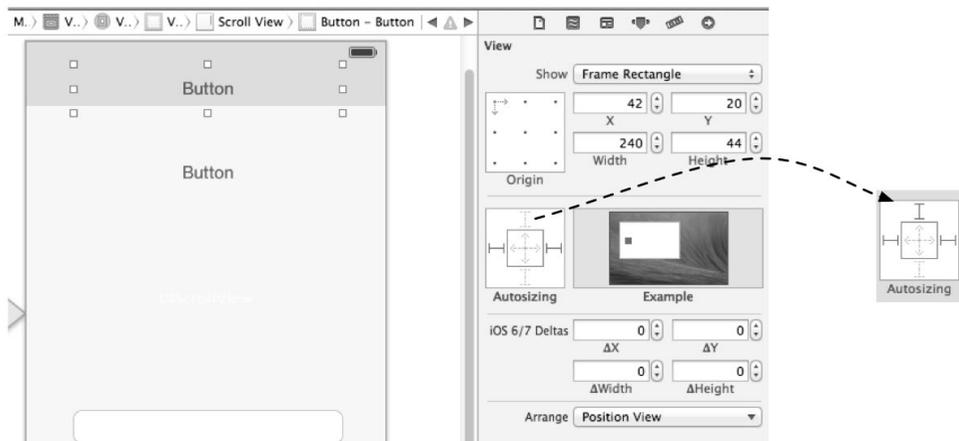 M. V.. V.. V.. Scroll View Button – Button
View
Show Frame Rectangle
42 20
X Y
240 44
Width Height
Origin
Button
Button
UIScrollView
Autosizing Example
Autosizing
iOS 6/7 Deltas 0 0
ΔX ΔY
0 0
ΔWidth ΔHeight
Arrange Position View